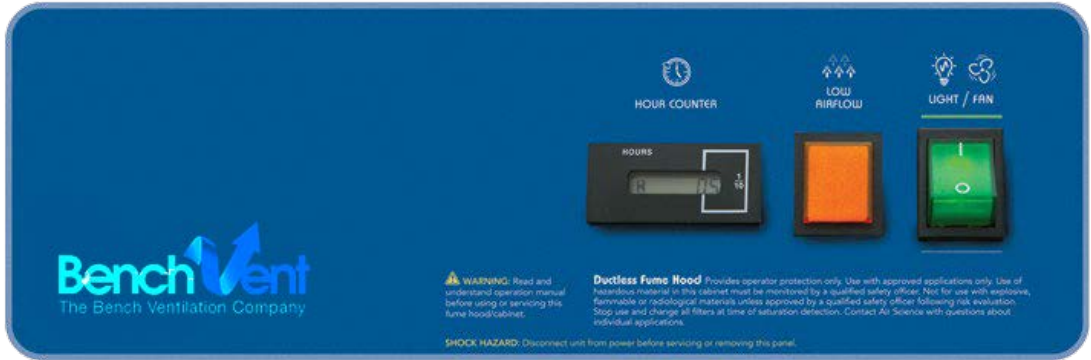 HOUR COUNTER
LOW
AIRFLOW
LIGHT / FAN
HOURS
1
10
R 05
I
O
BenchVent
The Bench Ventilation Company
WARNING: Read and
understand operation manual
before using or servicing this
fume hood/cabinet.
Ductless Fume Hood Provides operator protection only. Use with approved applications only. Use of
hazardous material in this cabinet must be monitored by a qualified safety officer. Not for use with explosive,
flammable or radiological materials unless approved by a qualified safety officer following risk evaluation.
Stop use and change all filters at time of saturation detection. Contact Air Science with questions about
individual applications.
SHOCK HAZARD: Disconnect unit from power before servicing or removing this panel.